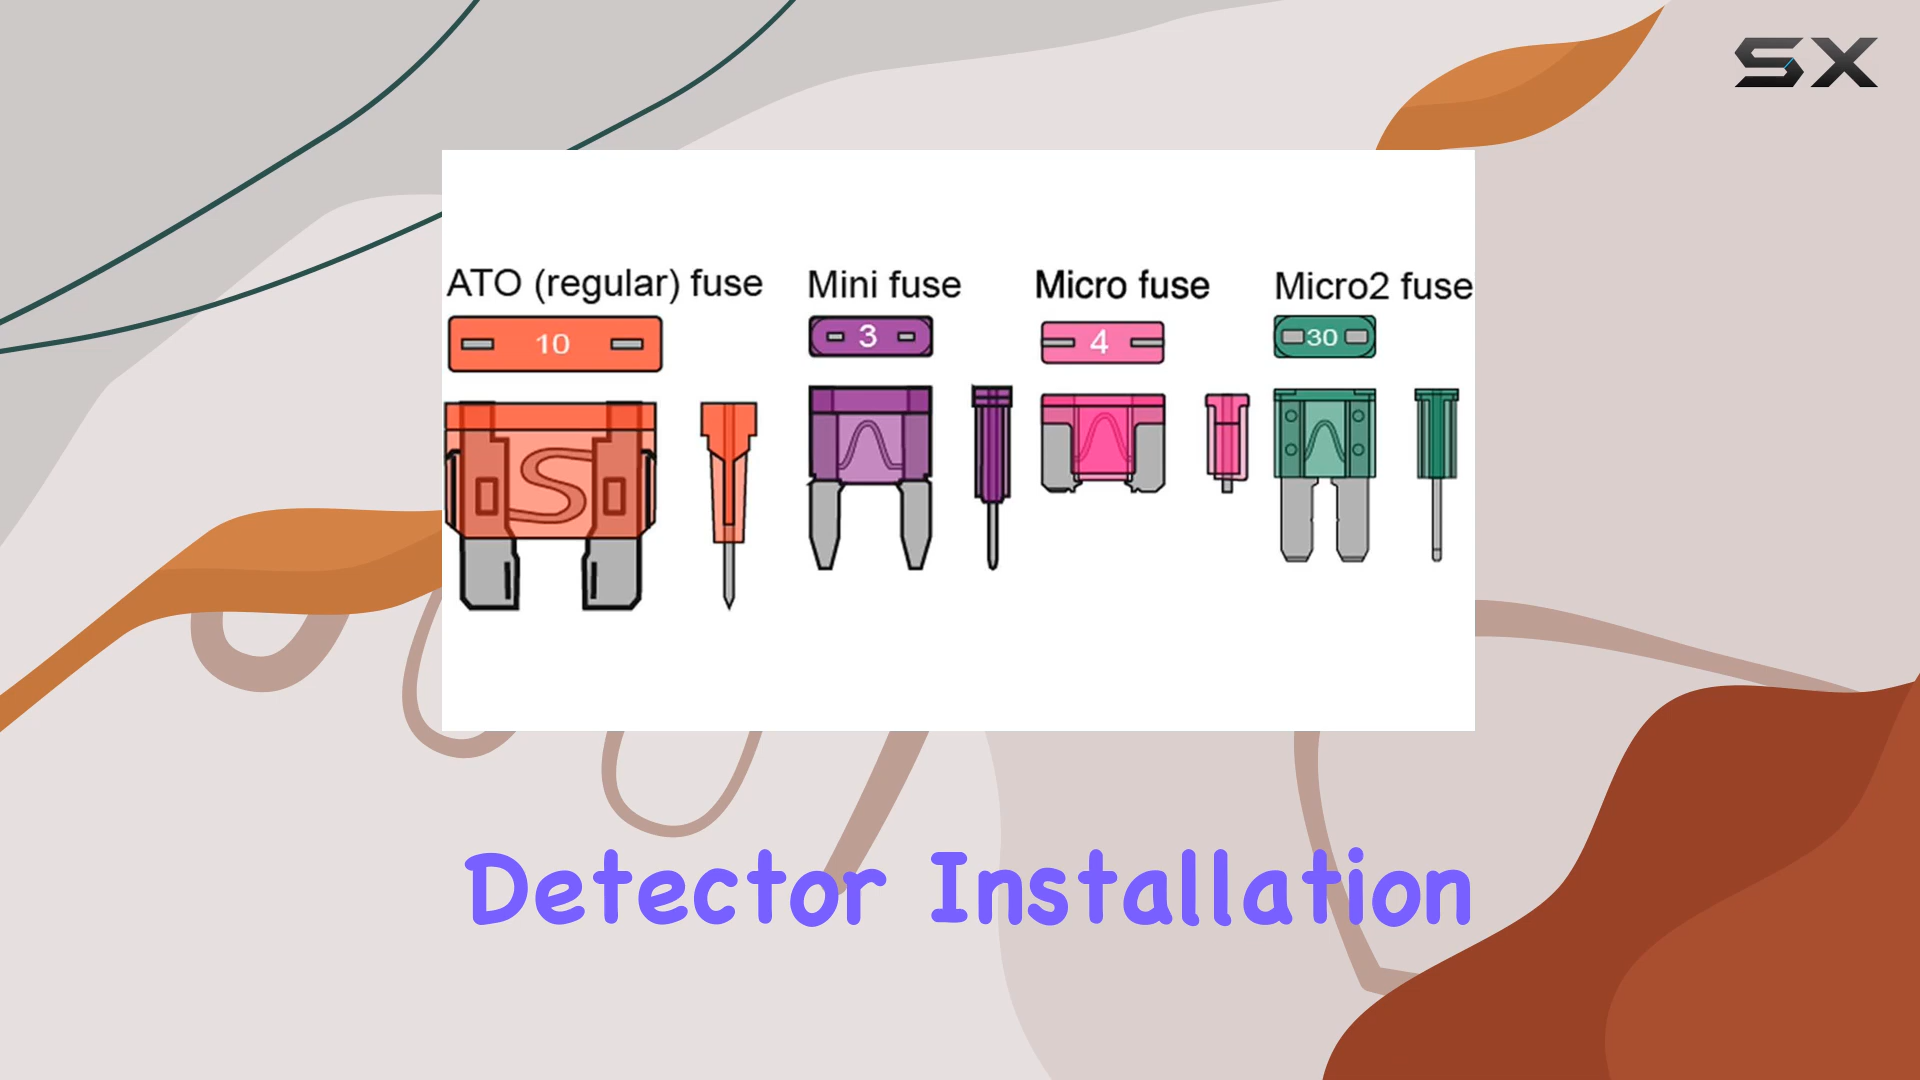 SX
ATO (regular) fuse Mini fuse Micro fuse Micro2 fuse
10 3 4 30
Detector Installation